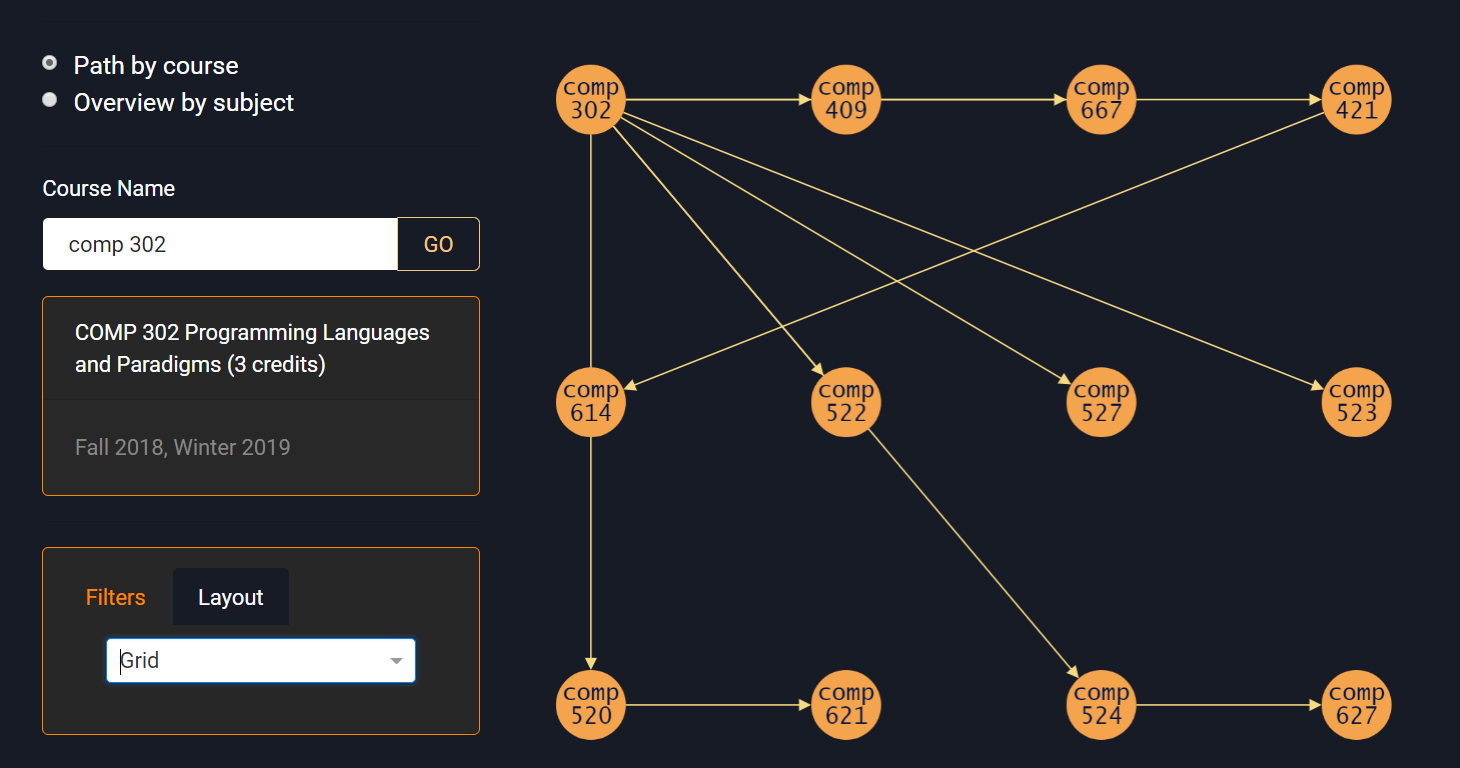 Path by course
Overview by subject
Course Name
comp 302
GO
COMP 302 Programming Languages
and Paradigms (3 credits)
Fall 2018, Winter 2019
Filters
Layout
Grid
comp
302
comp
409
comp
667
comp
421
comp
614
comp
522
comp
527
comp
523
comp
520
comp
621
comp
524
comp
627